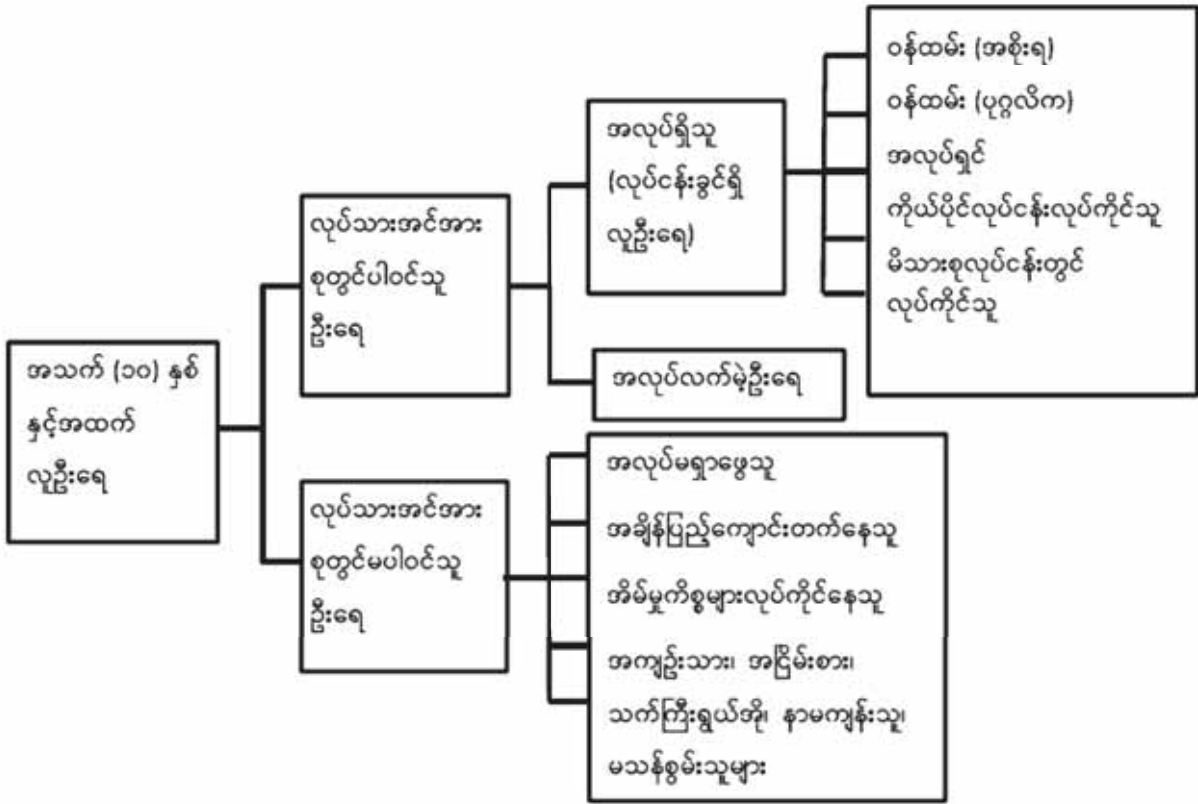 အသက် (၁၀) နှစ်
နှင့်အထက်
လူဦးရေ
လုပ်သားအင်အား
စုတွင်ပါဝင်သူ
ဦးရေ
အလုပ်ရှိသူ
(လုပ်ငန်းခွင်ရှိ
လူဦးရေ)
ဝန်ထမ်း (အစိုးရ)
ဝန်ထမ်း (ပုဂ္ဂလိက)
အလုပ်ရှင်
ကိုယ်ပိုင်လုပ်ငန်းလုပ်ကိုင်သူ
မိသားစုလုပ်ငန်းတွင်
လုပ်ကိုင်သူ
အလုပ်လက်မဲ့ဦးရေ
လုပ်သားအင်အား
စုတွင်မပါဝင်သူ
ဦးရေ
အလုပ်မရှာဖွေသူ
အချိန်ပြည့်ကျောင်းတက်နေသူ
အိမ်မှုကိစ္စများလုပ်ကိုင်နေသူ
အကျဉ်းသား၊ အငြိမ်းစား၊
သက်ကြီးရွယ်အို၊ နာမကျန်းသူ၊
မသန်စွမ်းသူများ